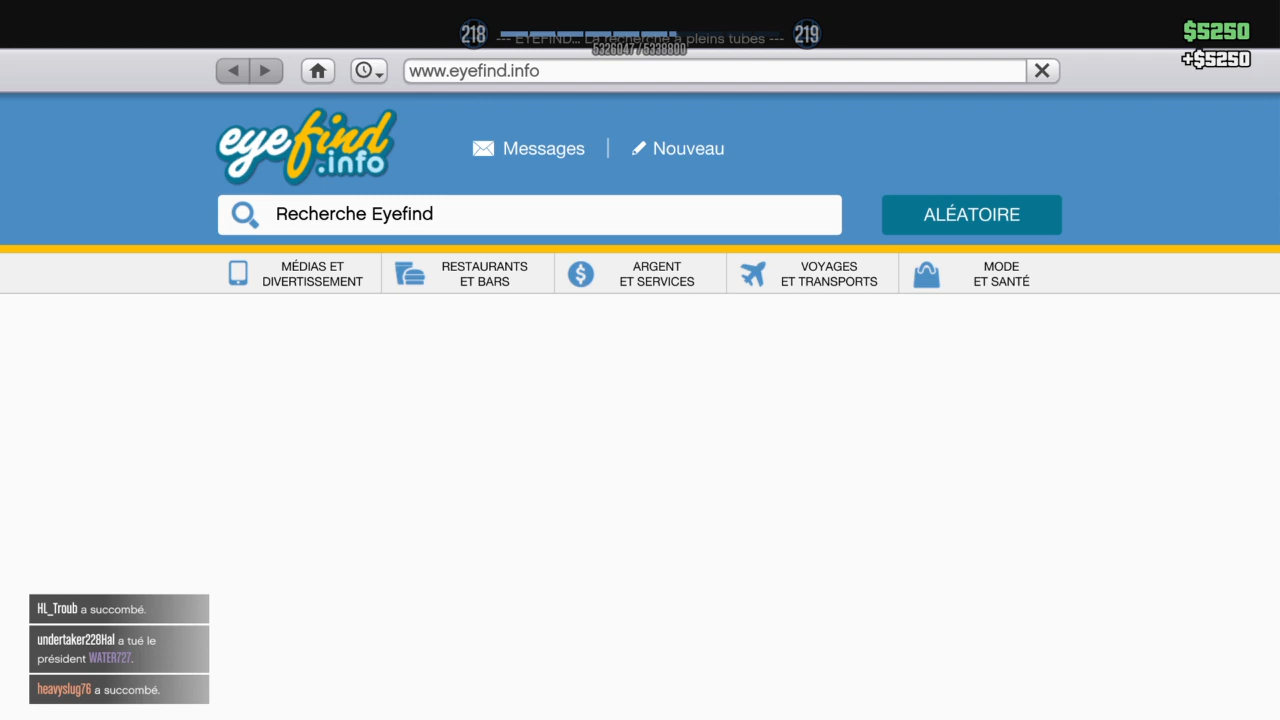 218
--- EYEFIND... La recherche à pleins tubes ---
219
5326047/5338800
$5250
+$5250
www.eyefind.info
eyefind
.info
Messages
Nouveau
Recherche Eyefind
ALÉATOIRE
MÉDIAS ET
DIVERTISSEMENT
RESTAURANTS
ET BARS
ARGENT
ET SERVICES
VOYAGES
ET TRANSPORTS
MODE
ET SANTÉ
HL_Troub a succombé.
undertaker228Hal a tué le
président WATER727.
heavyslug76 a succombé.